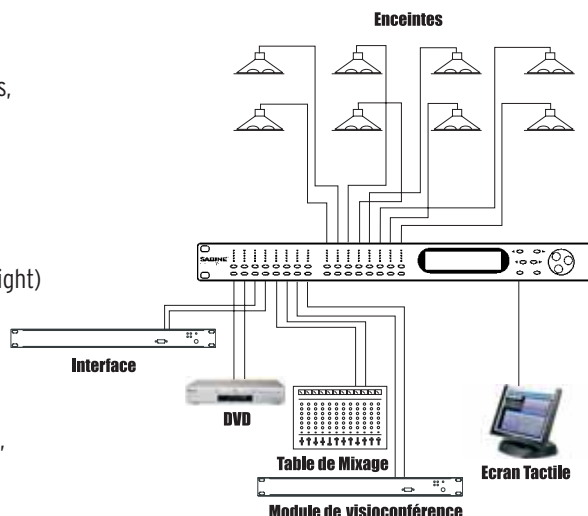 Enceintes
s,
SABINE
ight)
Interface
DVD
,
Table de Mixage
Ecran Tactile
Module de visioconférence